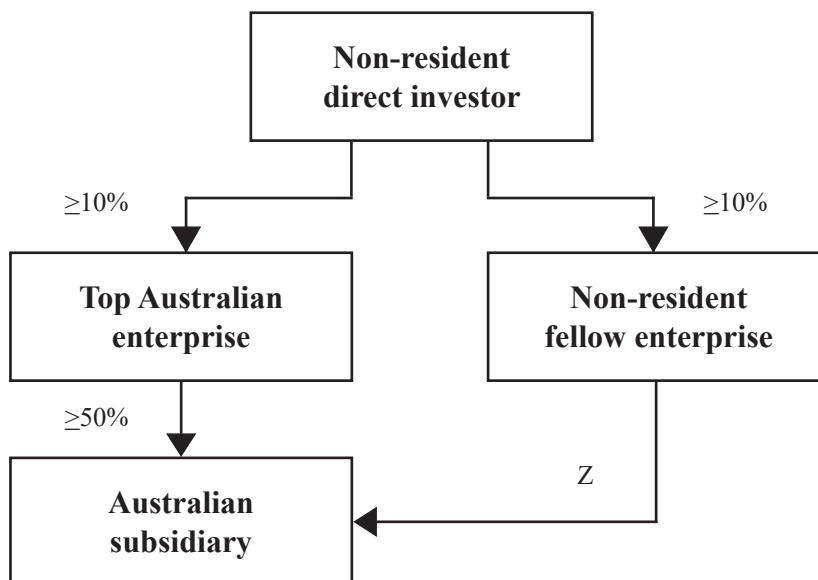 Non-resident
direct investor
≥10%
≥10%
Top Australian
enterprise
Non-resident
fellow enterprise
≥50%
Z
Australian
subsidiary